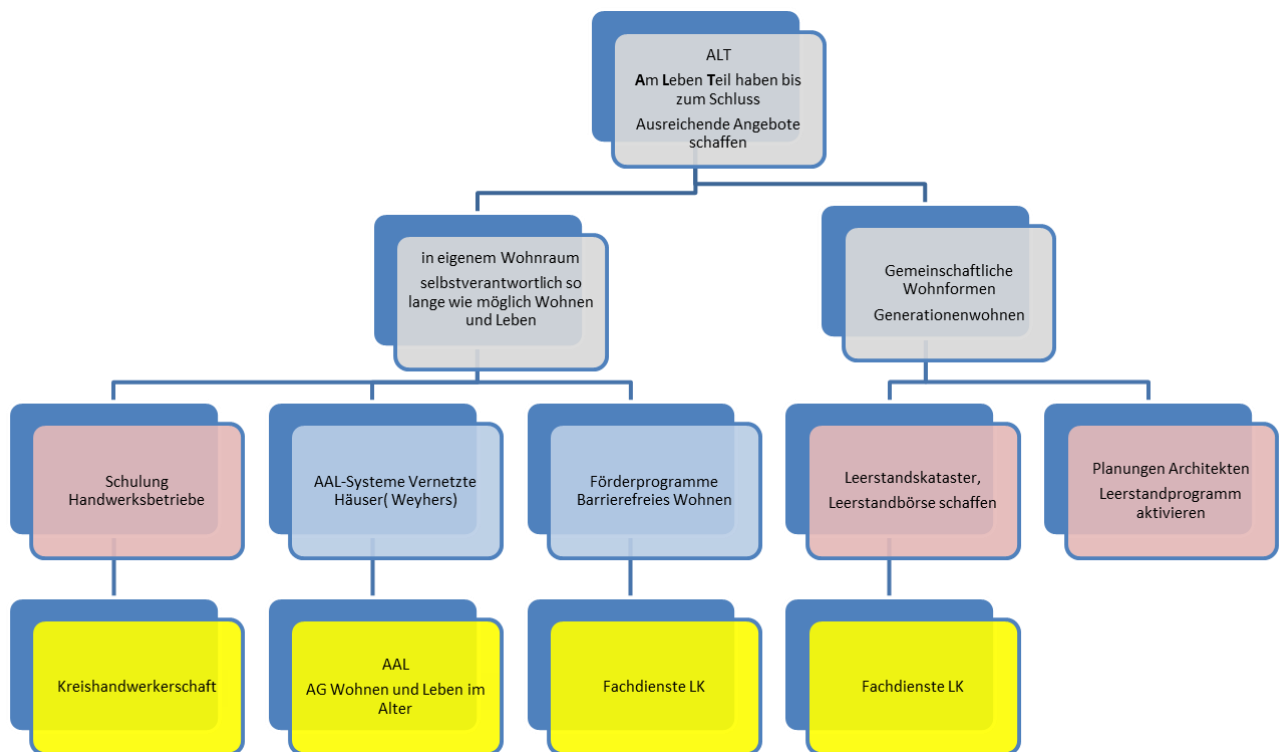 ALT
Am Leben Teil haben bis
zum Schluss
Ausreichende Angebote
schaffen
in eigenem Wohnraum
selbstverantwortlich so
lange wie möglich Wohnen
und Leben
Gemeinschaftliche
Wohnformen
Generationenwohnen
Schulung
Handwerksbetriebe
AAL-Systeme Vernetzte
Häuser( Weyhers)
Förderprogramme
Barrierefreies Wohnen
Leerstandskataster,
Leerstandbörse schaffen
Planungen Architekten
Leerstandprogramm
aktivieren
Kreishandwerkerschaft
AAL
AG Wohnen und Leben im
Alter
Fachdienste LK
Fachdienste LK